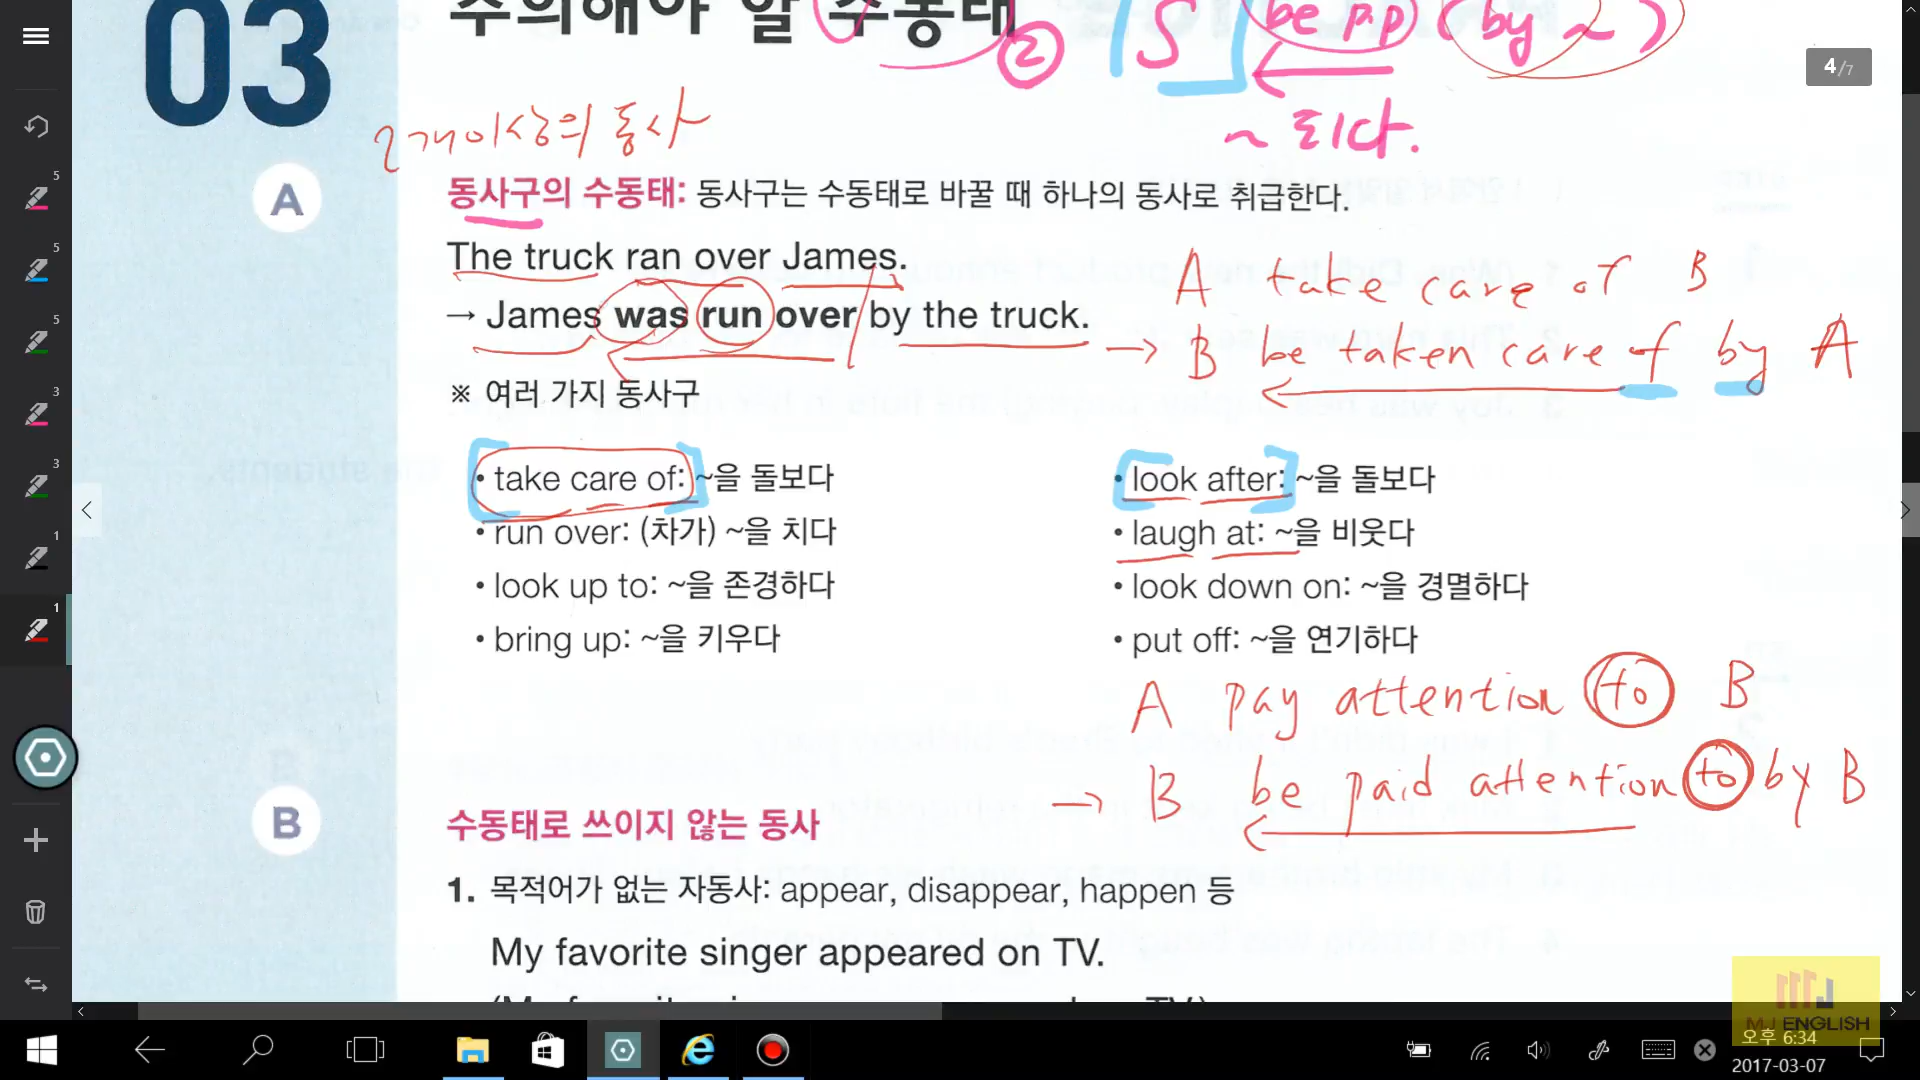 03 주의해야 할 수동태 ② S be p.p (by ~)
~ 되다.
4/7
2개이상의 동사
A
동사구의 수동태: 동사구는 수동태로 바꿀 때 하나의 동사로 취급한다.
The truck ran over James.
→ James was run over by the truck.
A take care of B
→ B be taken care of by A
※ 여러 가지 동사구
• take care of: ~을 돌보다
• look after: ~을 돌보다
• run over: (차가) ~을 치다
• laugh at: ~을 비웃다
• look up to: ~을 존경하다
• look down on: ~을 경멸하다
• bring up: ~을 키우다
• put off: ~을 연기하다
A pay attention to B
→ B be paid attention to by B
B
수동태로 쓰이지 않는 동사
1. 목적어가 없는 자동사: appear, disappear, happen 등
My favorite singer appeared on TV.
5
5
5
3
3
1
1
MJ ENGLISH
오후 6:34
2017-03-07